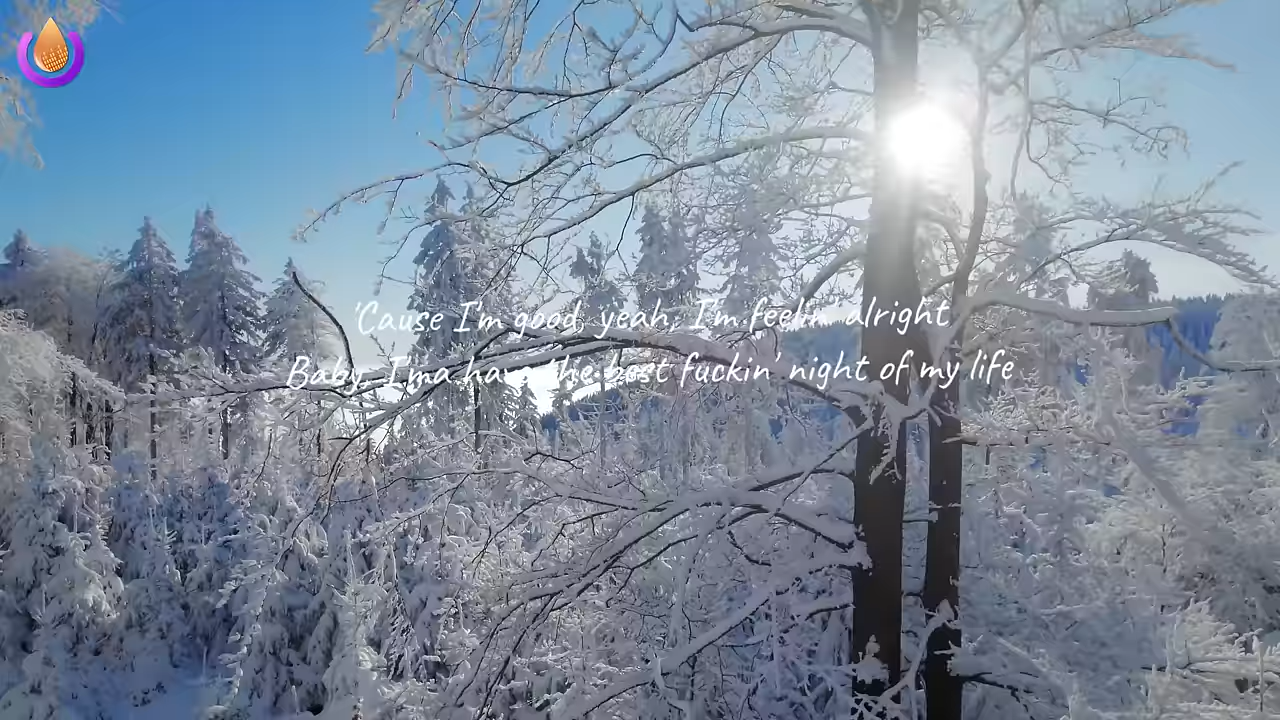 'Cause I'm good, yeah, I'm feelin' alright
Baby, I'ma have the best fuckin' night of my life